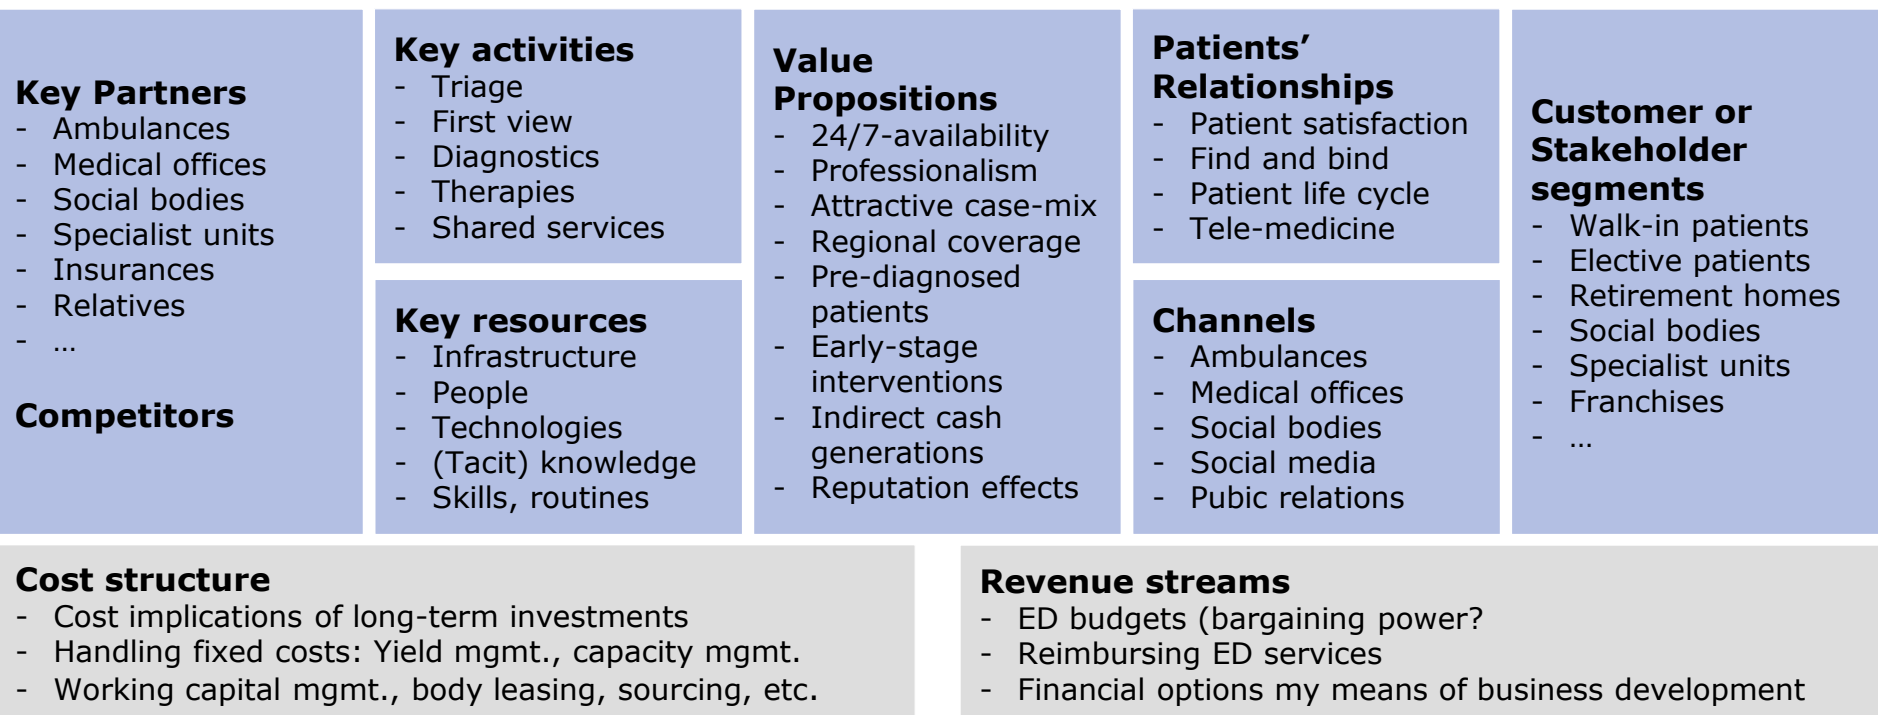 Key Partners
- Ambulances
- Medical offices
- Social bodies
- Specialist units
- Insurances
- Relatives
- …
Competitors
Key activities
- Triage
- First view
- Diagnostics
- Therapies
- Shared services
Key resources
- Infrastructure
- People
- Technologies
- (Tacit) knowledge
- Skills, routines
Value
Propositions
- 24/7-availability
- Professionalism
- Attractive case-mix
- Regional coverage
- Pre-diagnosed
patients
- Early-stage
interventions
- Indirect cash
generations
- Reputation effects
Patients’
Relationships
- Patient satisfaction
- Find and bind
- Patient life cycle
- Tele-medicine
Channels
- Ambulances
- Medical offices
- Social bodies
- Social media
- Pubic relations
Customer or
Stakeholder
segments
- Walk-in patients
- Elective patients
- Retirement homes
- Social bodies
- Specialist units
- Franchises
- …
Cost structure
- Cost implications of long-term investments
- Handling fixed costs: Yield mgmt., capacity mgmt.
- Working capital mgmt., body leasing, sourcing, etc.
Revenue streams
- ED budgets (bargaining power?
- Reimbursing ED services
- Financial options my means of business development